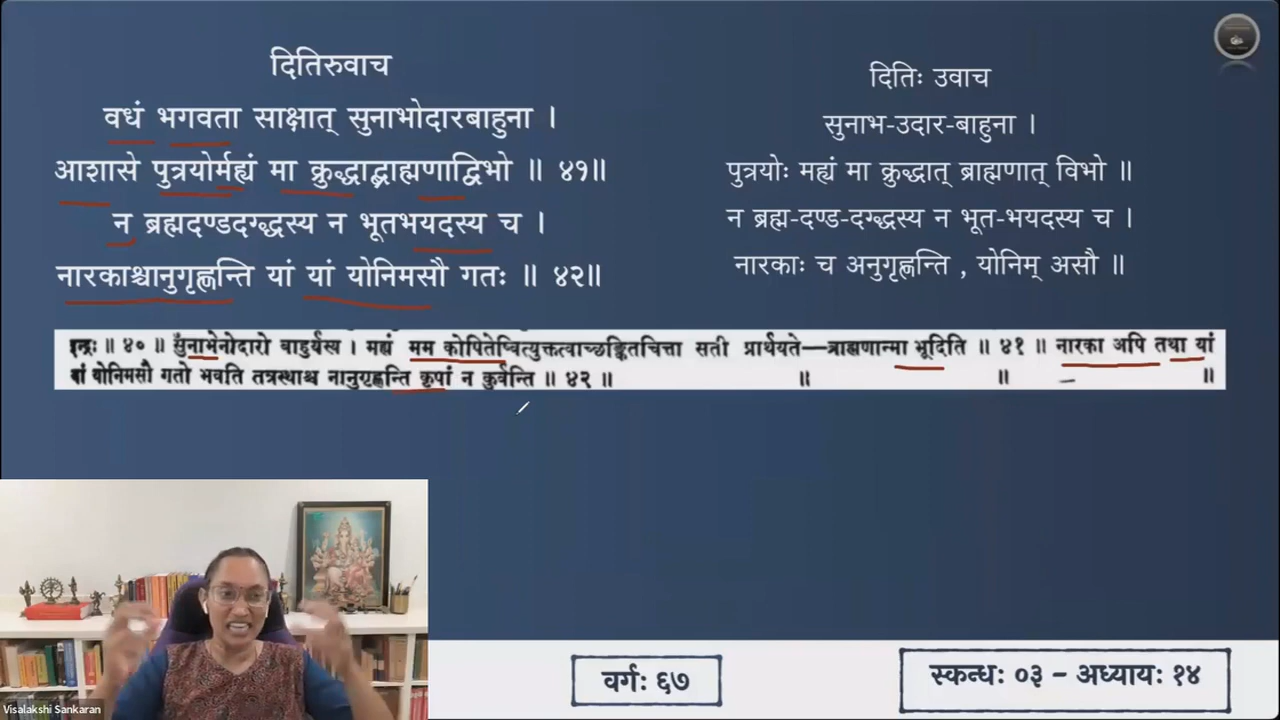 दितिरुवाच
वधं भगवता साक्षात् सुनाभोदारबाहुना ।
आशासे पुत्रयोर्मह्यं मा क्रुद्धाद्ब्राह्मणाद्विभो ॥ ४१॥
न ब्रह्मदण्डदग्द्धस्य न भूतभयदस्य च ।
नारकाश्चानुगृह्णन्ति यां यां योनिमसौ गतः ॥ ४२॥
दितिः उवाच
सुनाभ-उदार-बाहुना ।
पुत्रयोः मह्यं मा क्रुद्धात् ब्राह्मणात् विभो ॥
न ब्रह्म-दण्ड-दग्द्धस्य न भूत-भयदस्य च ।
नारकाः च अनुगृह्णन्ति , योनिम् असौ ॥
इन्द्रः ॥ ४० ॥ सुनाभेनोदारो बाहुर्यस्य । मह्यं मम कोपितेष्वित्युक्तत्वाच्छङ्कितचित्ता सती प्रार्थयते—ब्राह्मणान्मा भूदिति ॥ ४१ ॥ नारका अपि तथा यां
यां योनिमसौ गतो भवति तत्रस्थाश्च नानुगृह्णन्ति कृपां न कुर्वन्ति ॥ ४२ ॥ ॥ ॥ ॥
Visalakshi Sankaran
वर्गः ६७
स्कन्धः ०३ – अध्यायः १४